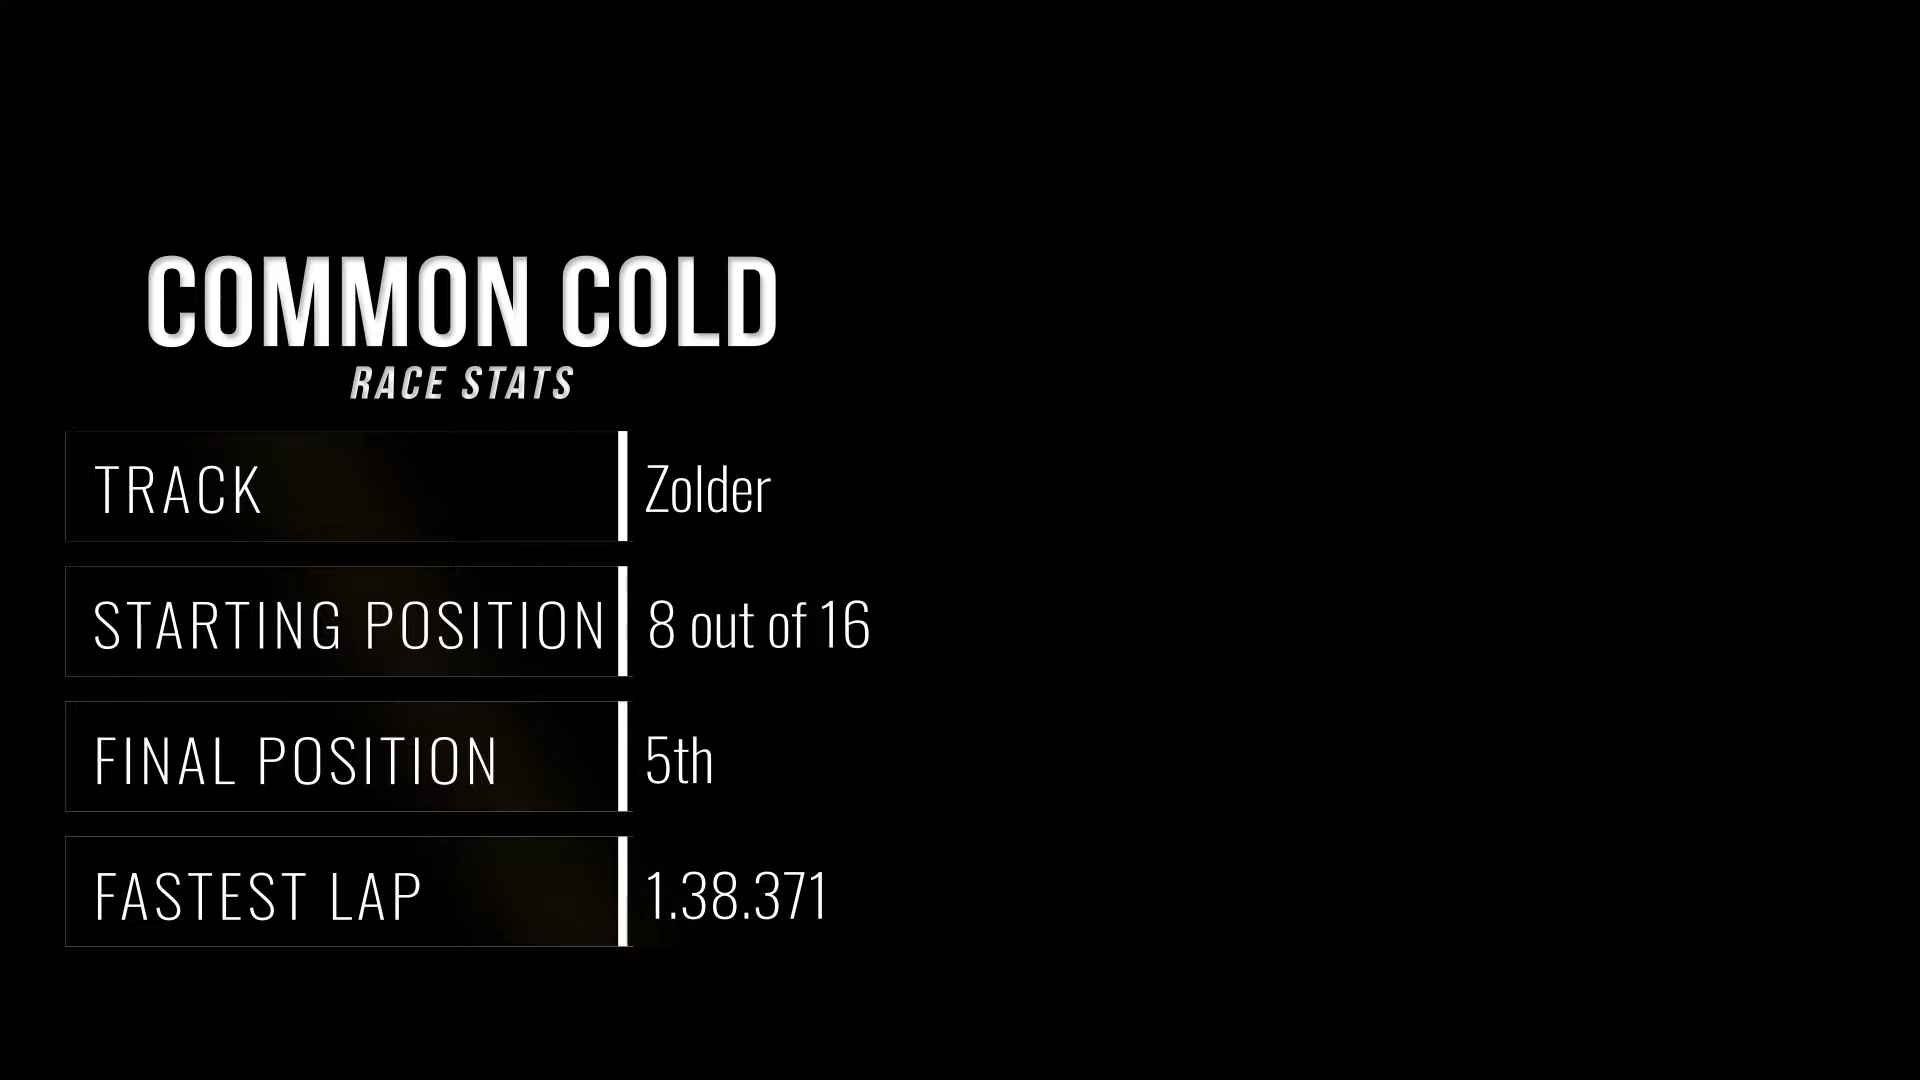 COMMON COLD
RACE STATS
TRACK Zolder
STARTING POSITION 8 out of 16
FINAL POSITION 5th
FASTEST LAP 1.38.371